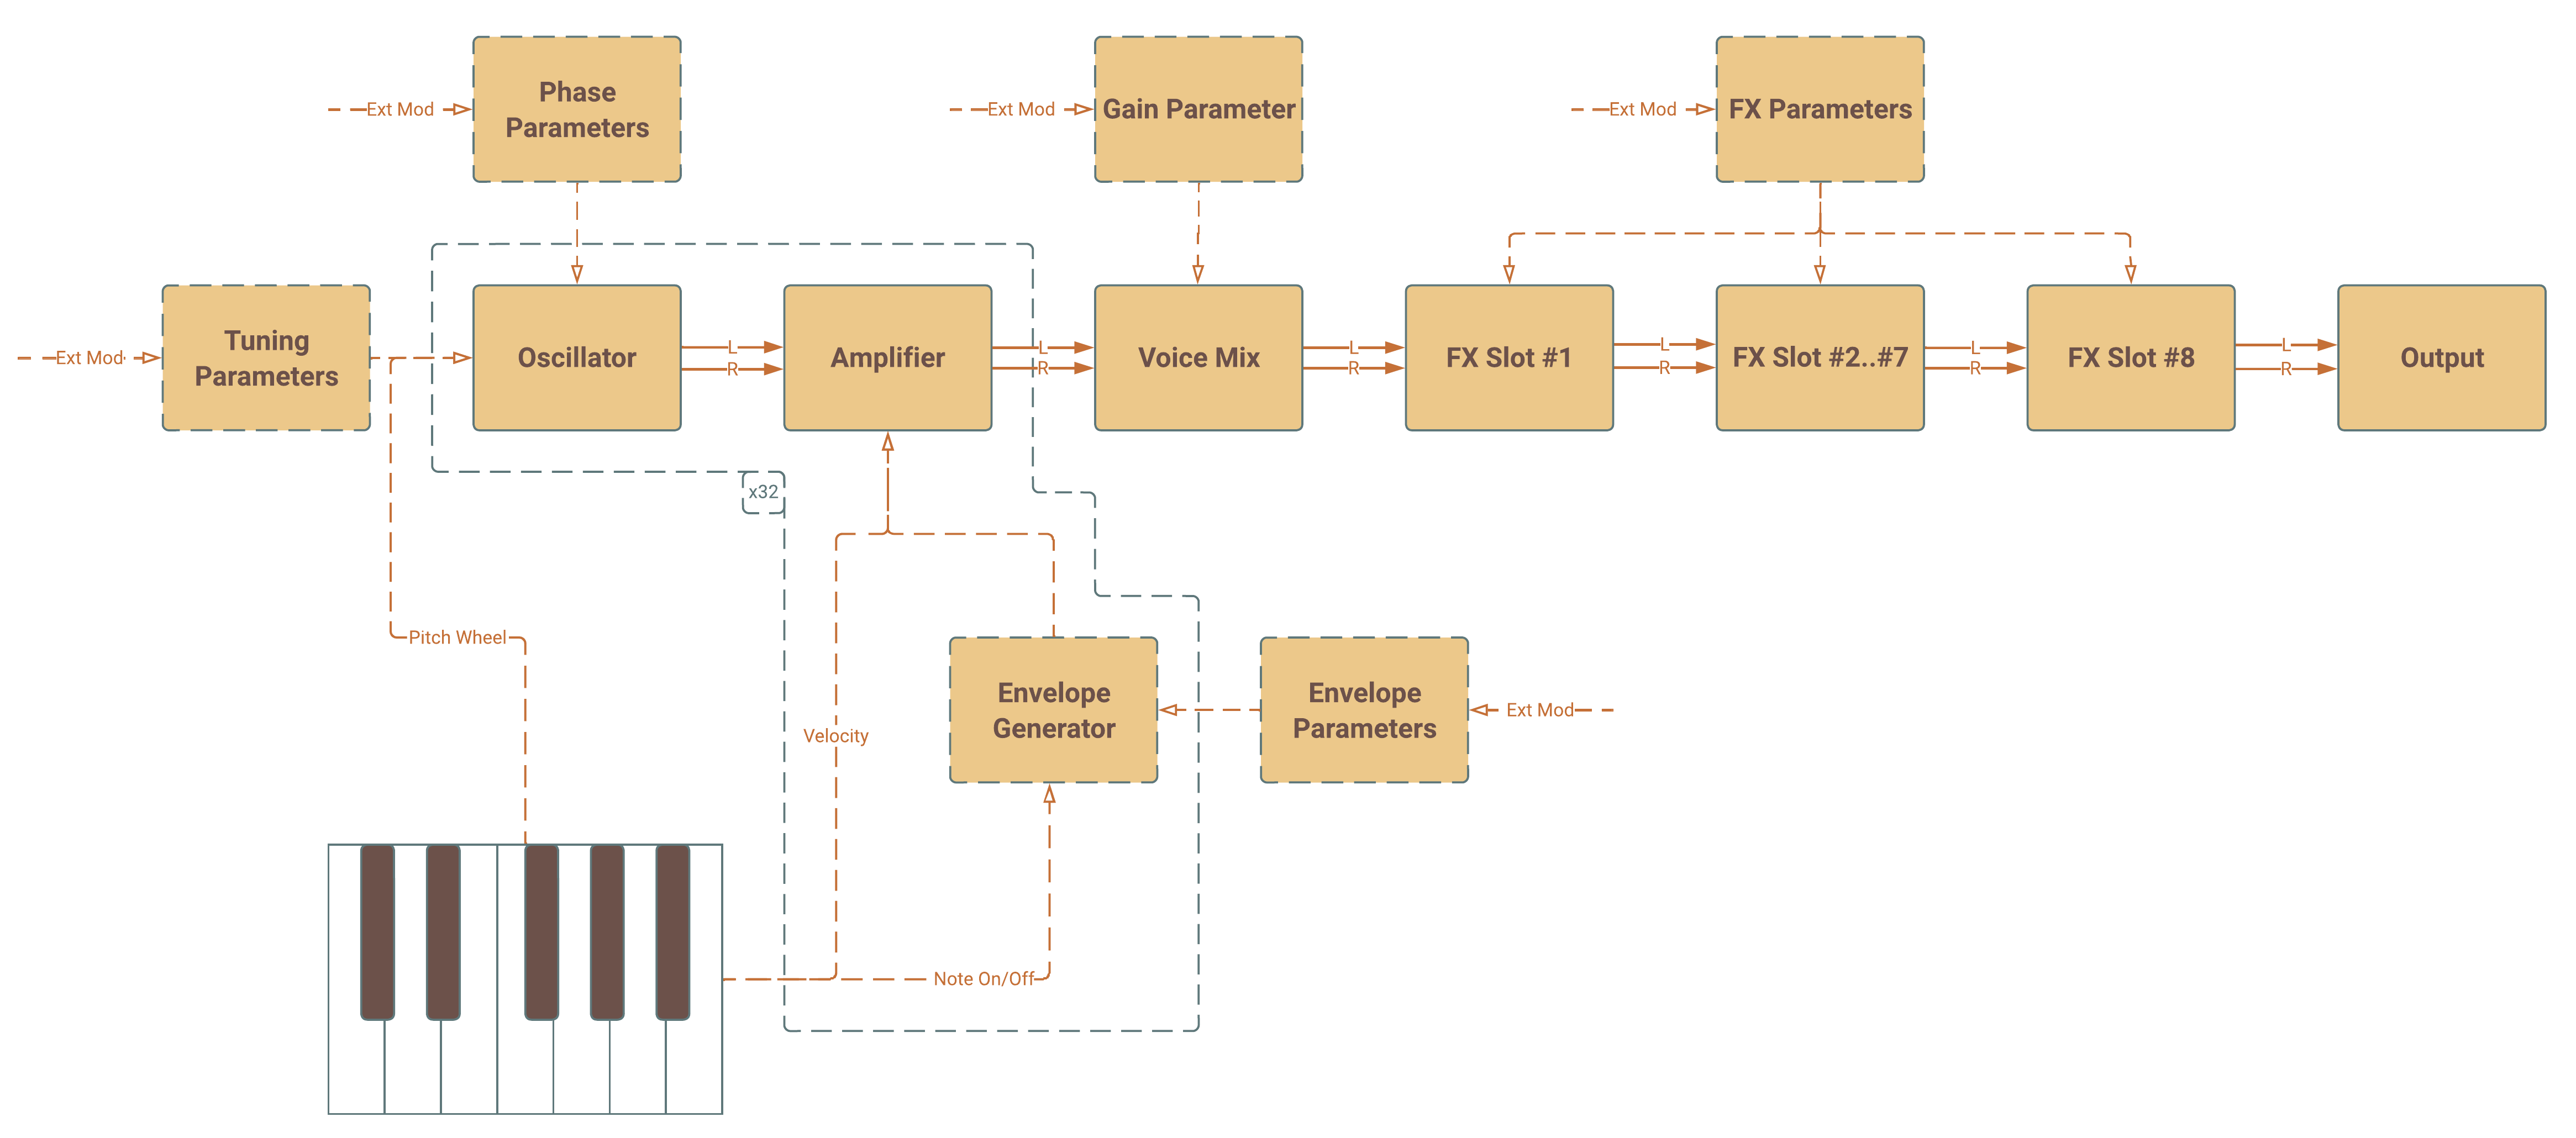 Phase
Parameters
Ext Mod
Gain Parameter
Ext Mod
FX Parameters
Ext Mod
Tuning
Parameters
Ext Mod
Oscillator
L
R
Amplifier
L
R
Voice Mix
L
R
FX Slot #1
L
R
FX Slot #2..#7
L
R
FX Slot #8
L
R
Output
x32
Pitch Wheel
Velocity
Envelope
Generator
Envelope
Parameters
Ext Mod
Note On/Off